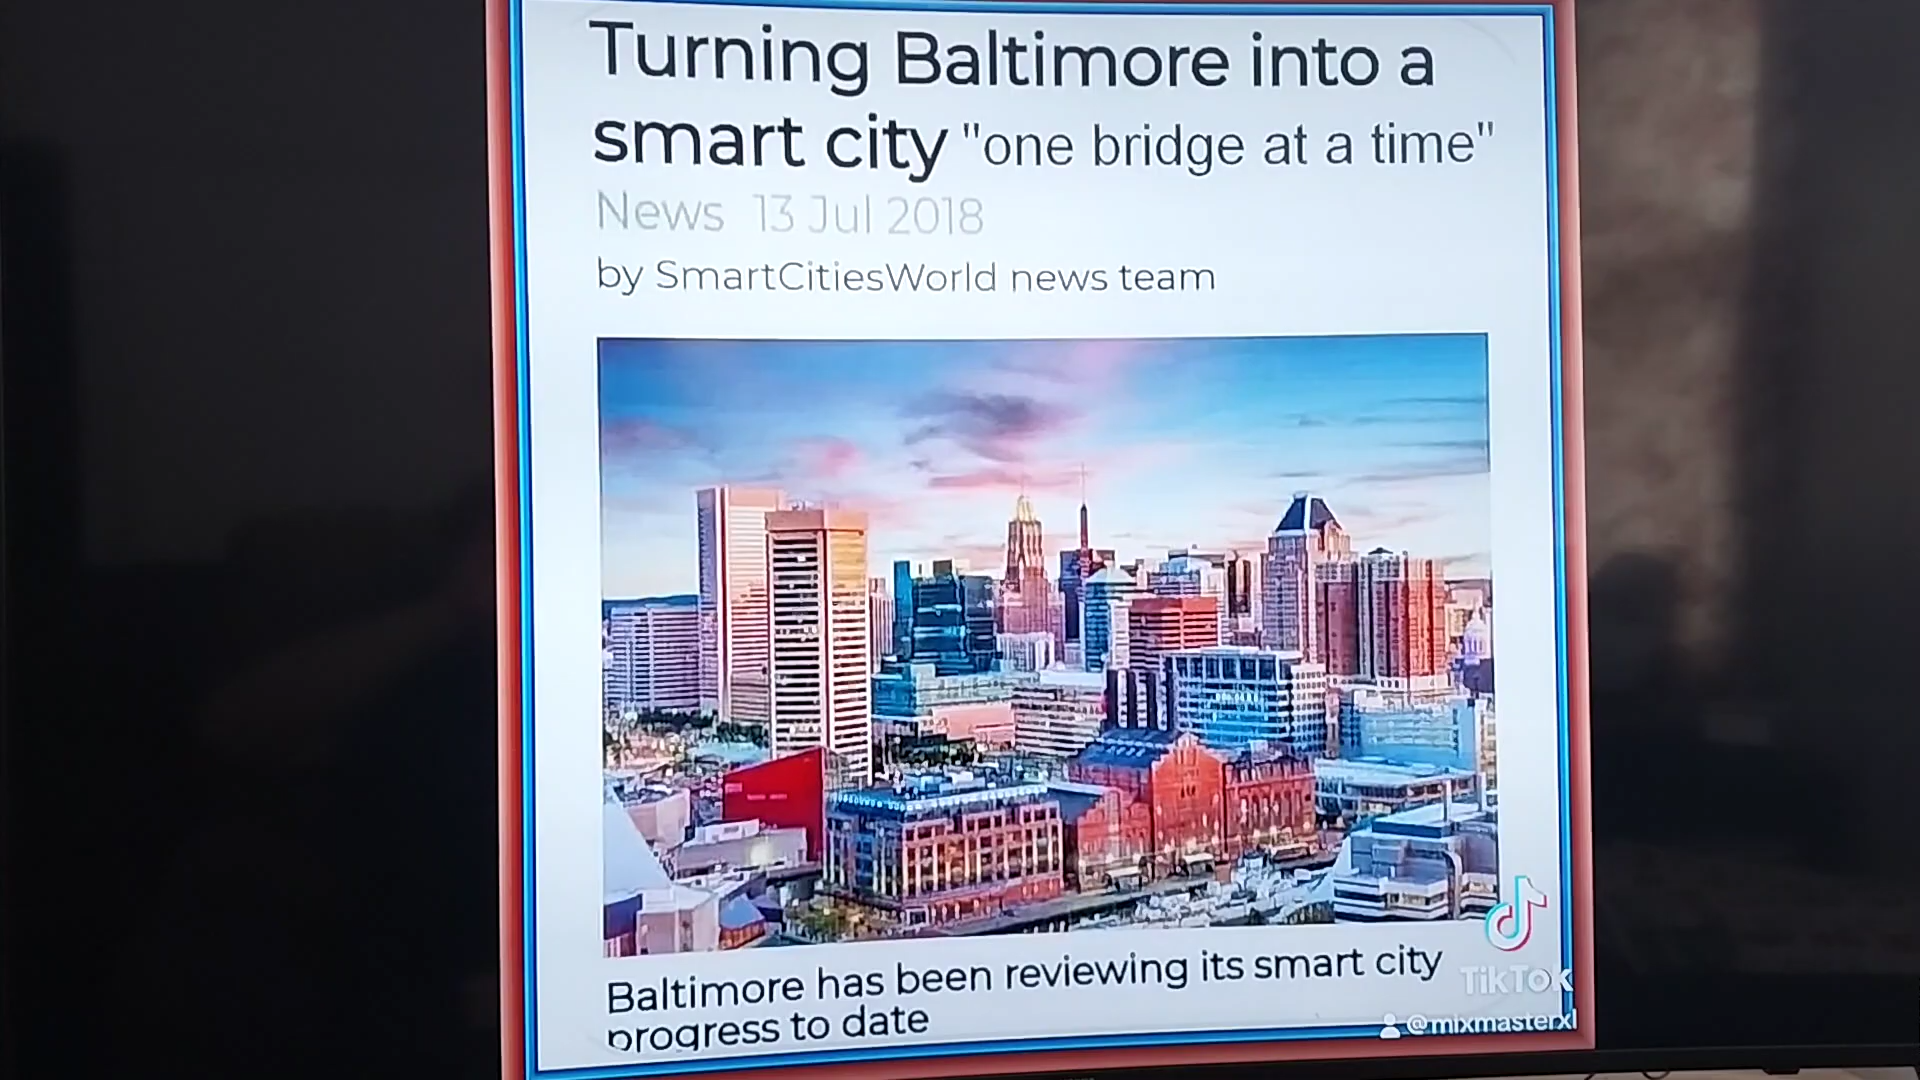 Turning Baltimore into a
smart city "one bridge at a time"
News 13 Jul 2018
by SmartCitiesWorld news team
Baltimore has been reviewing its smart city
progress to date
TikTok
@mixmasterxl